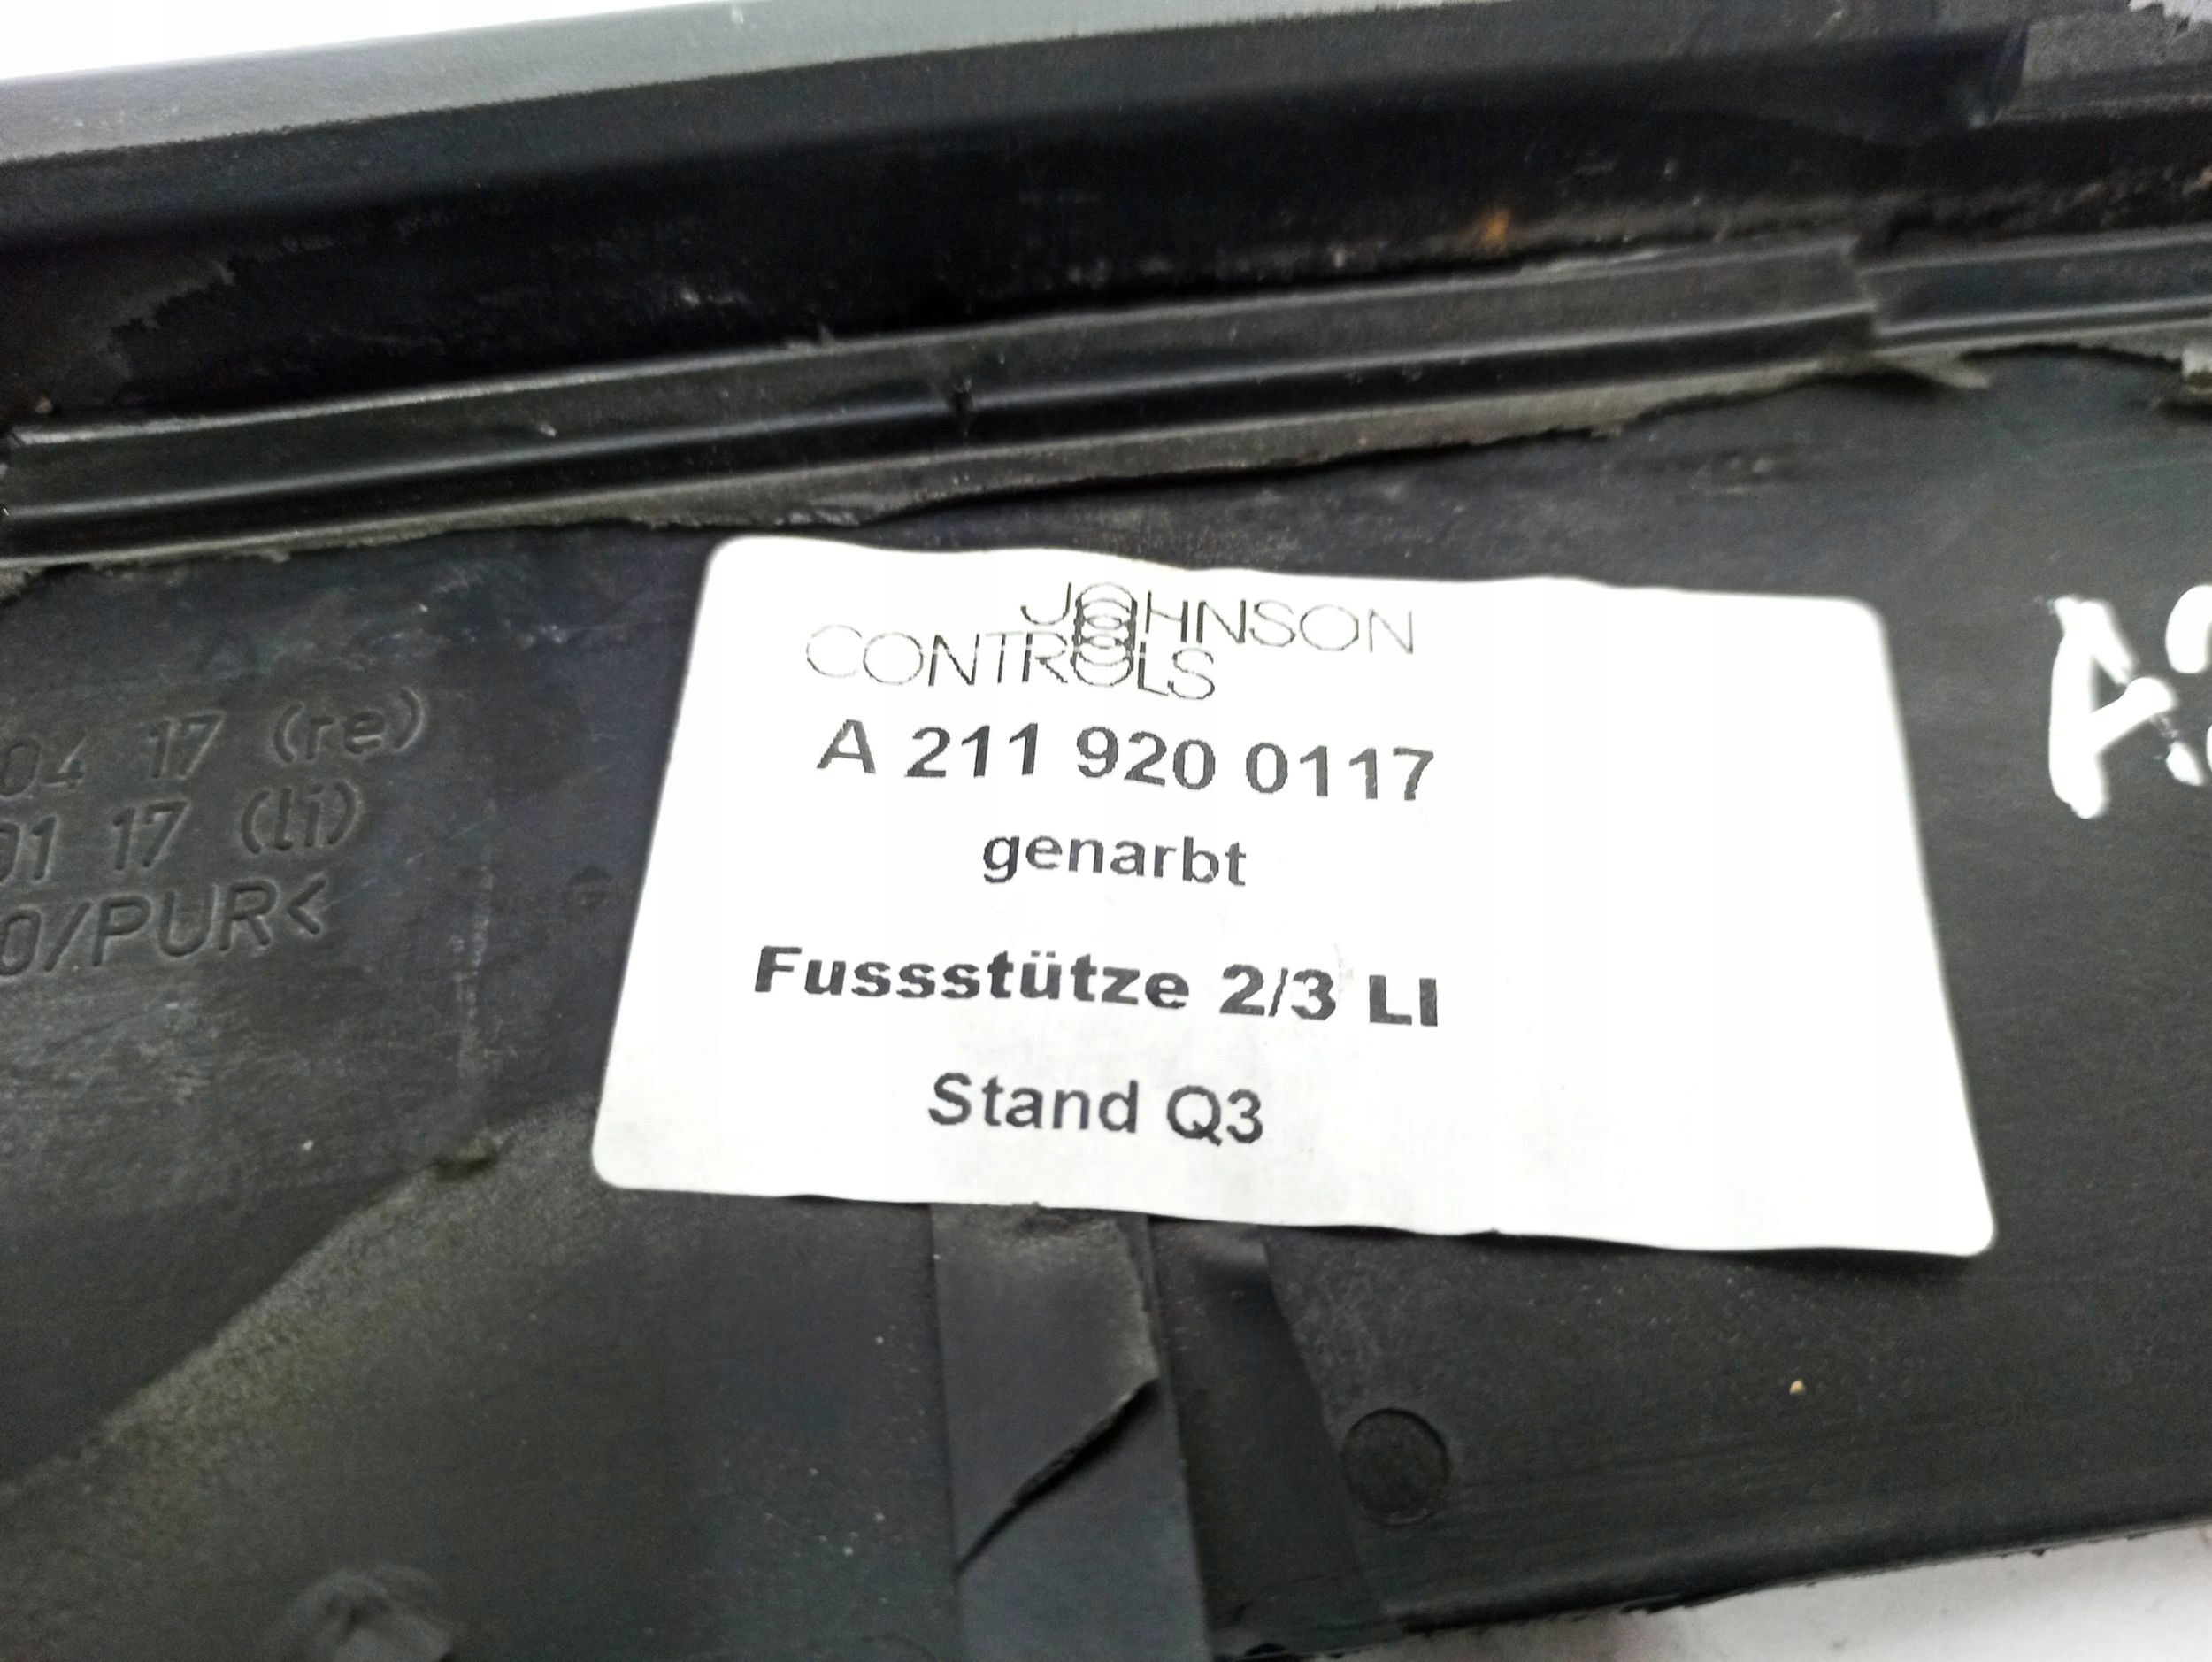 JOHNSON
CONTROLS
A 211 920 0117
genarbt
Fussstütze 2/3 LI
Stand Q3
04 17 (re)
01 17 (li)
0/PUR<